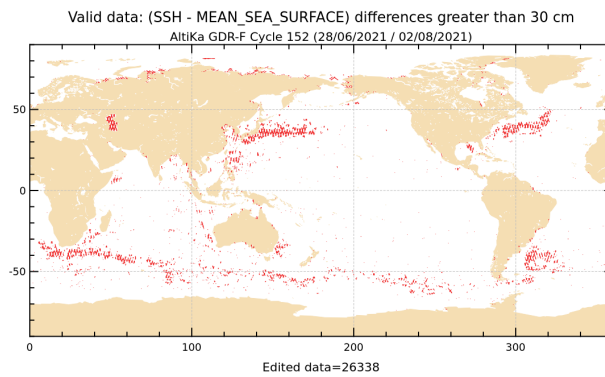 Valid data: (SSH - MEAN_SEA_SURFACE) differences greater than 30 cm
AltiKa GDR-F Cycle 152 (28/06/2021 / 02/08/2021)
50
0
-50
0 100 200 300
Edited data=26338